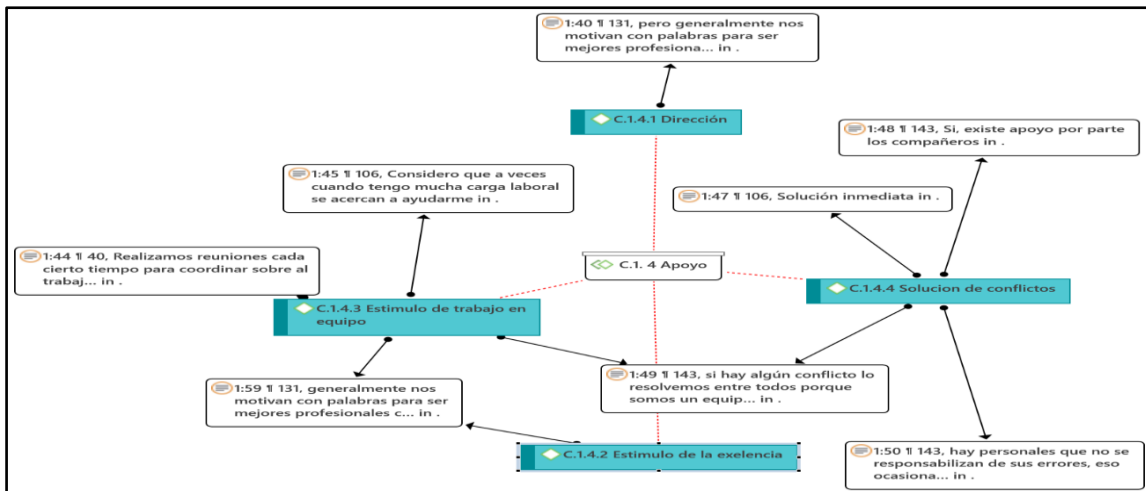 1:40 ¶ 131, pero generalmente nos
motivan con palabras para ser
mejores profesiona... in .
C.1.4.1 Dirección
1:48 ¶ 143, Si, existe apoyo por parte
los compañeros in .
1:45 ¶ 106, Considero que a veces
cuando tengo mucha carga laboral
se acercan a ayudarme in .
1:47 ¶ 106, Solución inmediata in .
1:44 ¶ 40, Realizamos reuniones cada
cierto tiempo para coordinar sobre al
trabaj... in .
C.1. 4 Apoyo
C.1.4.4 Solucion de conflictos
C.1.4.3 Estimulo de trabajo en
equipo
1:59 ¶ 131, generalmente nos
motivan con palabras para ser
mejores profesionales c... in .
1:49 ¶ 143, si hay algún conflicto lo
resolvemos entre todos porque
somos un equip... in .
C.1.4.2 Estimulo de la exelencia
1:50 ¶ 143, hay personales que no se
responsabilizan de sus errores, eso
ocasiona... in .